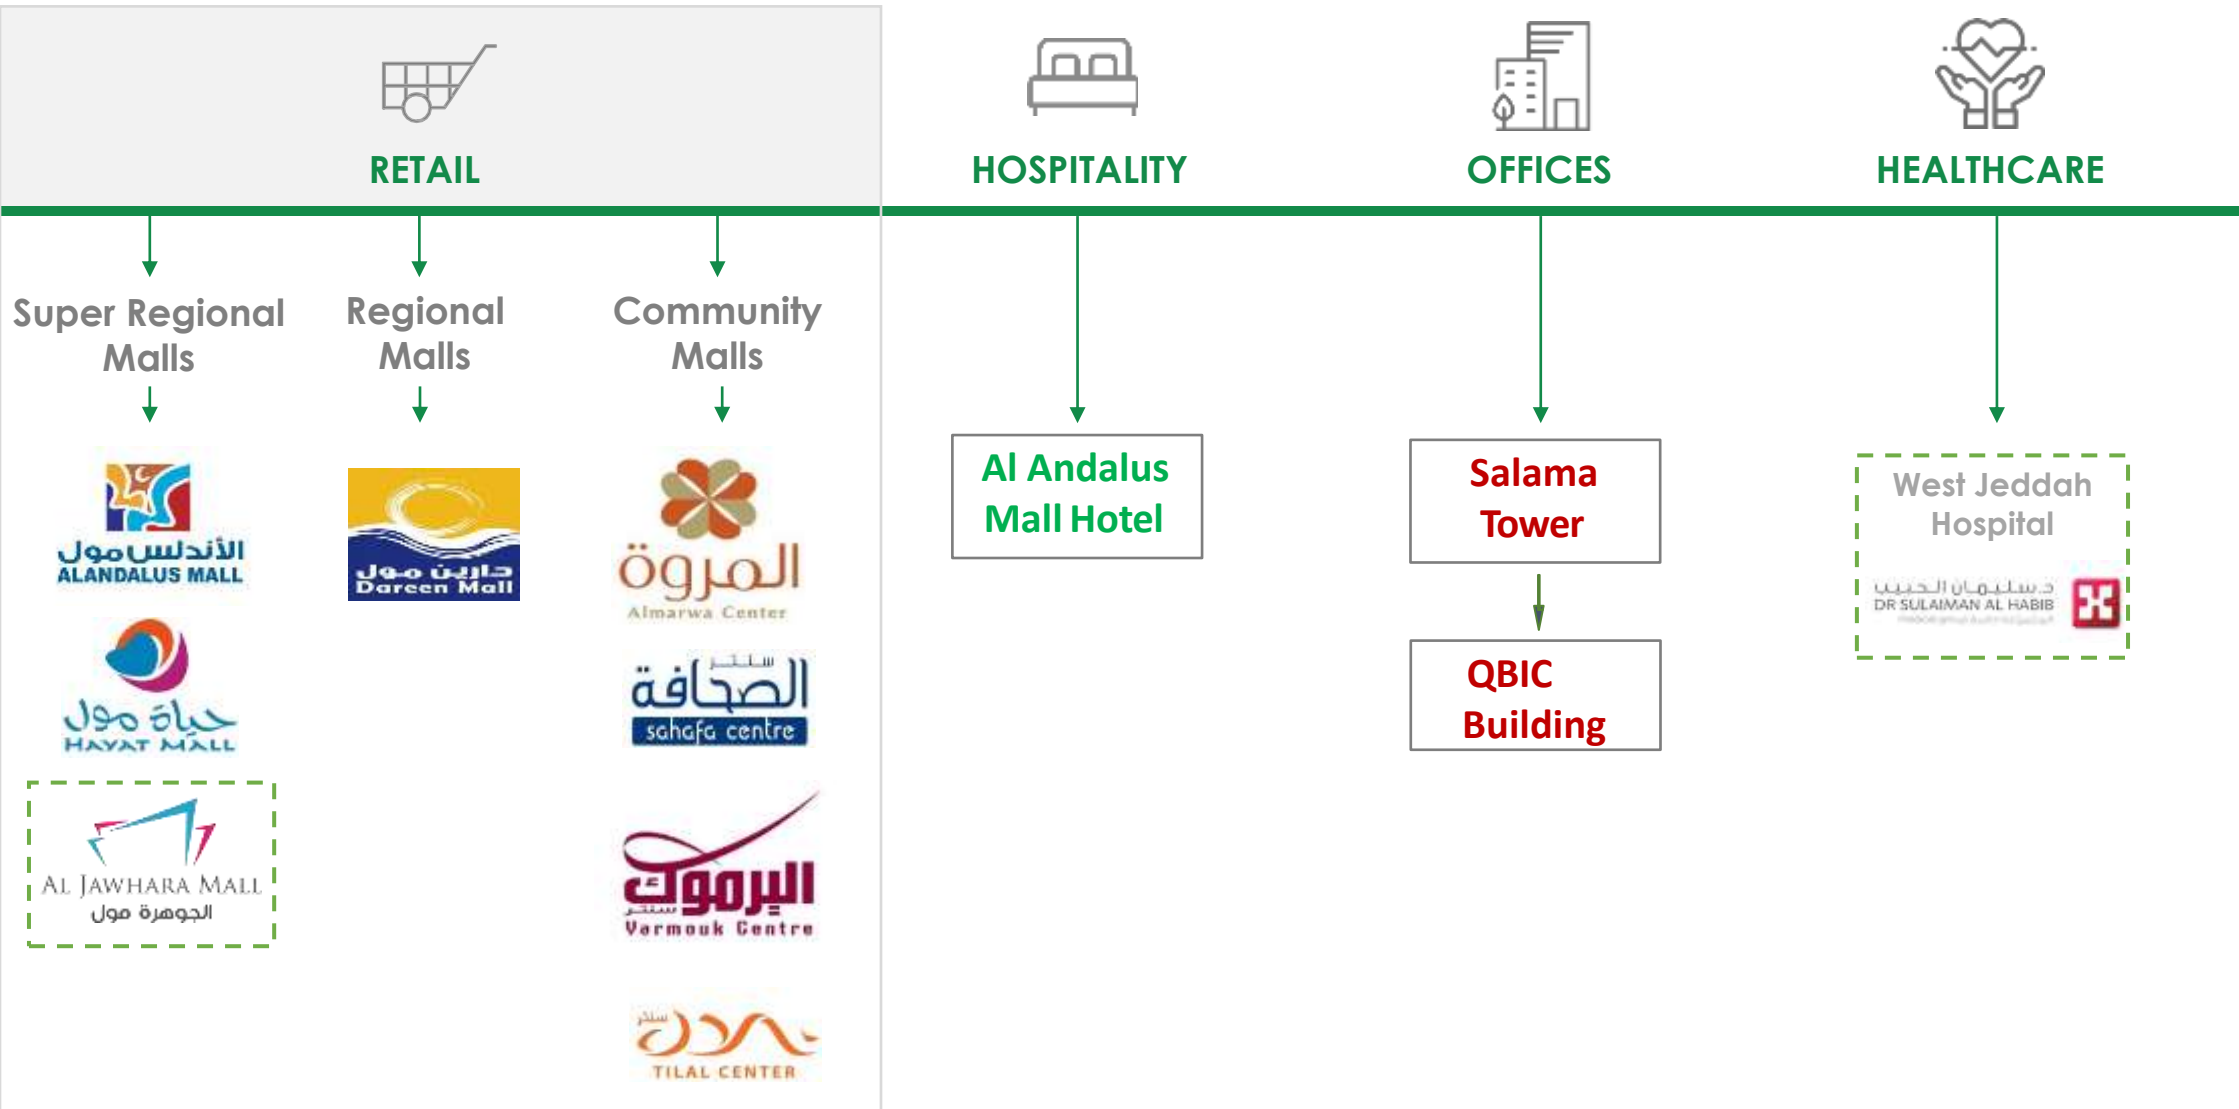 RETAIL
HOSPITALITY
OFFICES
HEALTHCARE
Super Regional
Malls
Regional
Malls
Community
Malls
الأندلس مول
ALANDALUS MALL
حياة مول
HAYAT MALL
AL JAWHARA MALL
الجوهرة مول
دارين مول
Dareen Mall
المروة
Almarwa Center
سنتر
الصحافة
sahafa centre
اليرموك
سنتر
Yarmouk Centre
سنتر
TILAL CENTER
Al Andalus
Mall Hotel
Salama
Tower
QBIC
Building
West Jeddah
Hospital
د. سليمان الحبيب
DR SULAIMAN AL HABIB